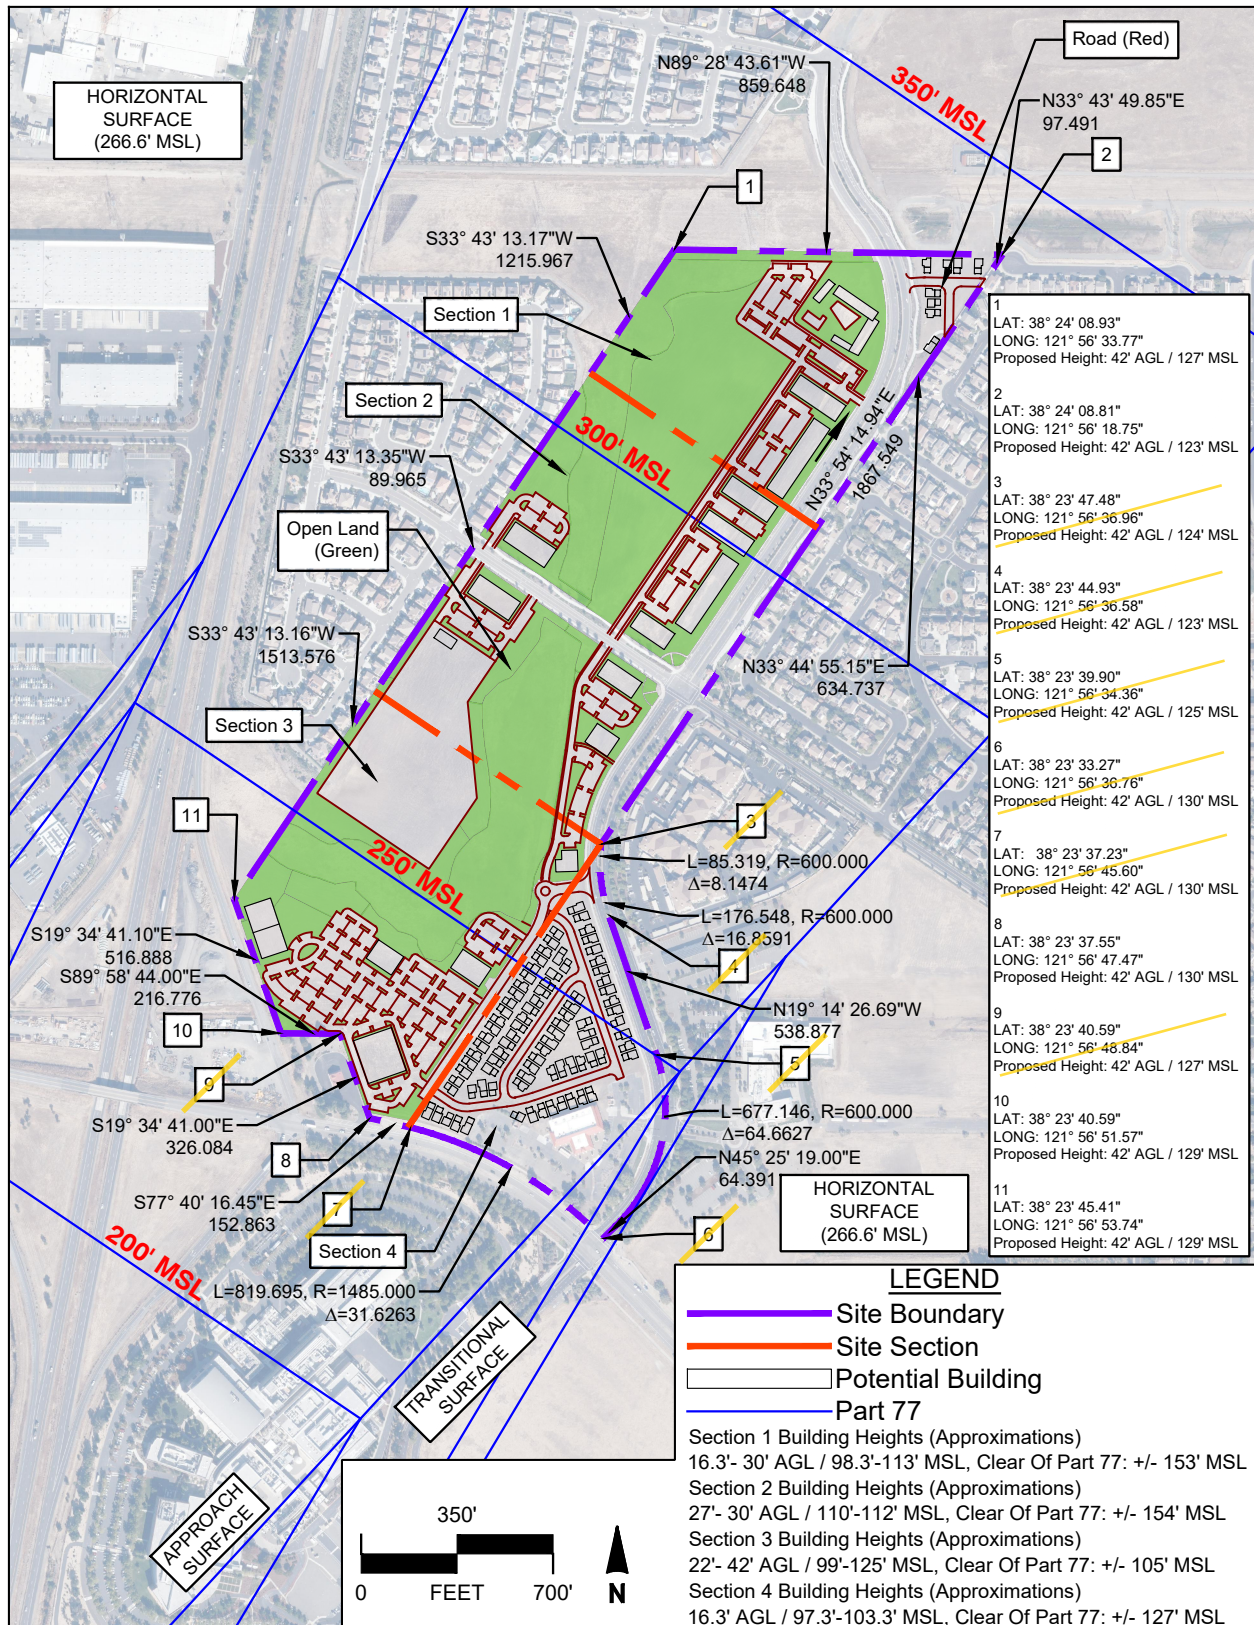 HORIZONTAL
SURFACE
(266.6' MSL)
N89° 28' 43.61"W
859.648
350' MSL
Road (Red)
N33° 43' 49.85"E
97.491
2
1
S33° 43' 13.17"W
1215.967
Section 1
Section 2
300' MSL
S33° 43' 13.35"W
89.965
N33° 54' 14.94"E
1867.549
Open Land
(Green)
S33° 43' 13.16"W
1513.576
N33° 44' 55.15"E
634.737
Section 3
11
3
250' MSL
L=85.319, R=600.000
Δ=8.1474
L=176.548, R=600.000
Δ=16.8591
S19° 34' 41.10"E
516.888
S89° 58' 44.00"E
216.776
4
N19° 14' 26.69"W
538.877
10
9
5
S19° 34' 41.00"E
326.084
L=677.146, R=600.000
Δ=64.6627
8
N45° 25' 19.00"E
64.391
S77° 40' 16.45"E
152.863
7
6
HORIZONTAL
SURFACE
(266.6' MSL)
Section 4
200' MSL
L=819.695, R=1485.000
Δ=31.6263
TRANSITIONAL
SURFACE
APPROACH
SURFACE
1
LAT: 38° 24' 08.93"
LONG: 121° 56' 33.77"
Proposed Height: 42' AGL / 127' MSL
2
LAT: 38° 24' 08.81"
LONG: 121° 56' 18.75"
Proposed Height: 42' AGL / 123' MSL
3
LAT: 38° 23' 47.48"
LONG: 121° 56' 36.96"
Proposed Height: 42' AGL / 124' MSL
4
LAT: 38° 23' 44.93"
LONG: 121° 56' 36.58"
Proposed Height: 42' AGL / 123' MSL
5
LAT: 38° 23' 39.90"
LONG: 121° 56' 34.36"
Proposed Height: 42' AGL / 125' MSL
6
LAT: 38° 23' 33.27"
LONG: 121° 56' 36.76"
Proposed Height: 42' AGL / 130' MSL
7
LAT: 38° 23' 37.23"
LONG: 121° 56' 45.60"
Proposed Height: 42' AGL / 130' MSL
8
LAT: 38° 23' 37.55"
LONG: 121° 56' 47.47"
Proposed Height: 42' AGL / 130' MSL
9
LAT: 38° 23' 40.59"
LONG: 121° 56' 48.84"
Proposed Height: 42' AGL / 127' MSL
10
LAT: 38° 23' 40.59"
LONG: 121° 56' 51.57"
Proposed Height: 42' AGL / 129' MSL
11
LAT: 38° 23' 45.41"
LONG: 121° 56' 53.74"
Proposed Height: 42' AGL / 129' MSL
LEGEND
Site Boundary
Site Section
Potential Building
Part 77
Section 1 Building Heights (Approximations)
16.3'- 30' AGL / 98.3'-113' MSL, Clear Of Part 77: +/- 153' MSL
Section 2 Building Heights (Approximations)
27'- 30' AGL / 110'-112' MSL, Clear Of Part 77: +/- 154' MSL
Section 3 Building Heights (Approximations)
22'- 42' AGL / 99'-125' MSL, Clear Of Part 77: +/- 105' MSL
Section 4 Building Heights (Approximations)
16.3' AGL / 97.3'-103.3' MSL, Clear Of Part 77: +/- 127' MSL
350'
0 FEET 700'
N